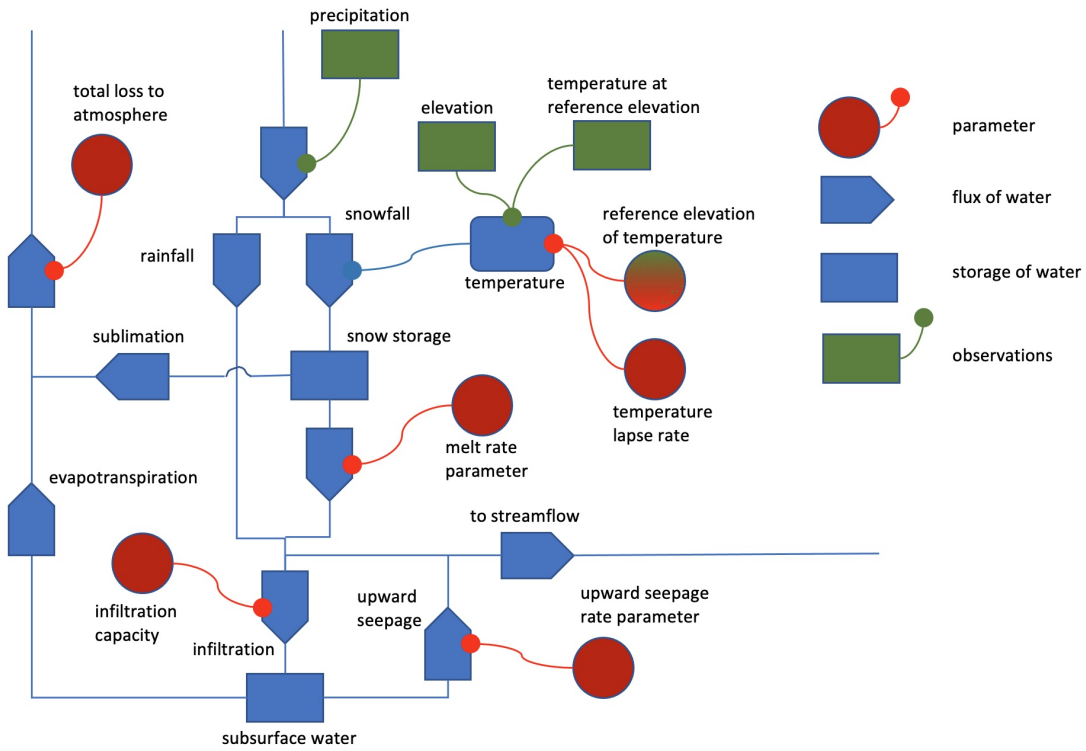 precipitation
total loss to
atmosphere
elevation
temperature at
reference elevation
parameter
flux of water
snowfall
rainfall
reference elevation
of temperature
temperature
storage of water
sublimation
snow storage
observations
temperature
lapse rate
melt rate
parameter
evapotranspiration
to streamflow
upward
seepage
upward seepage
rate parameter
infiltration
capacity
infiltration
subsurface water